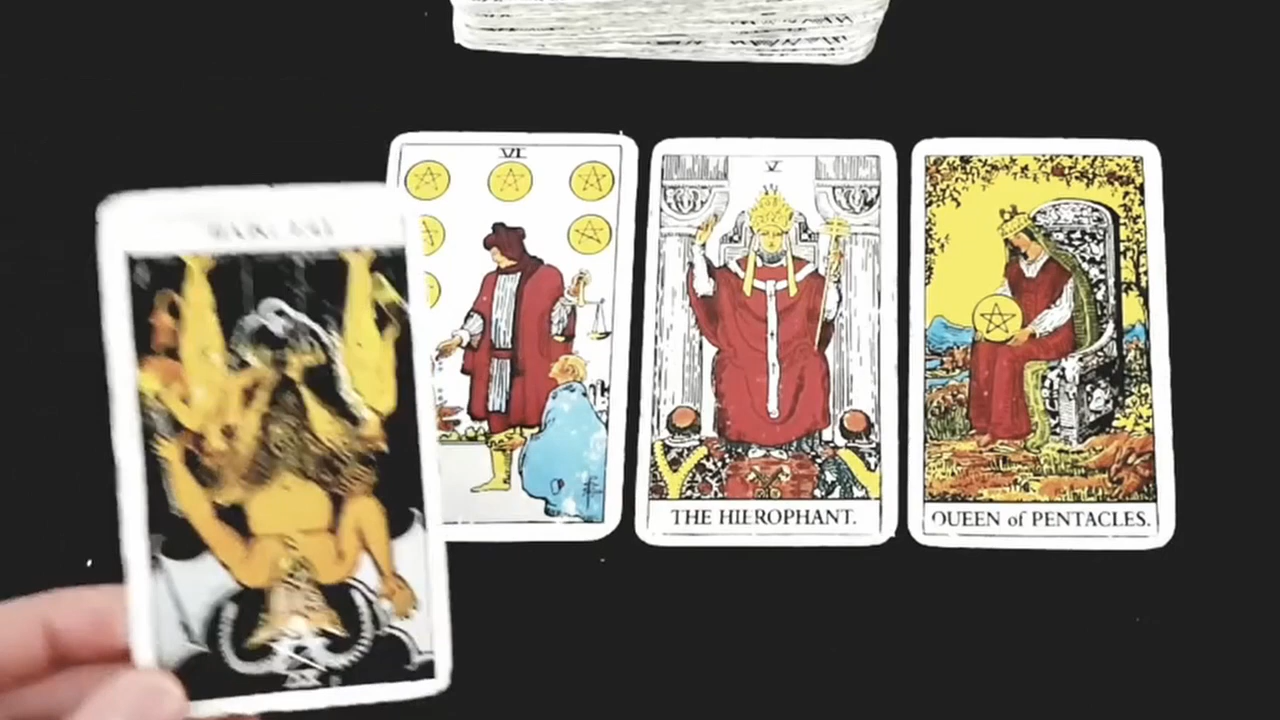 VI
V
THE HIEROPHANT.
QUEEN of PENTACLES.